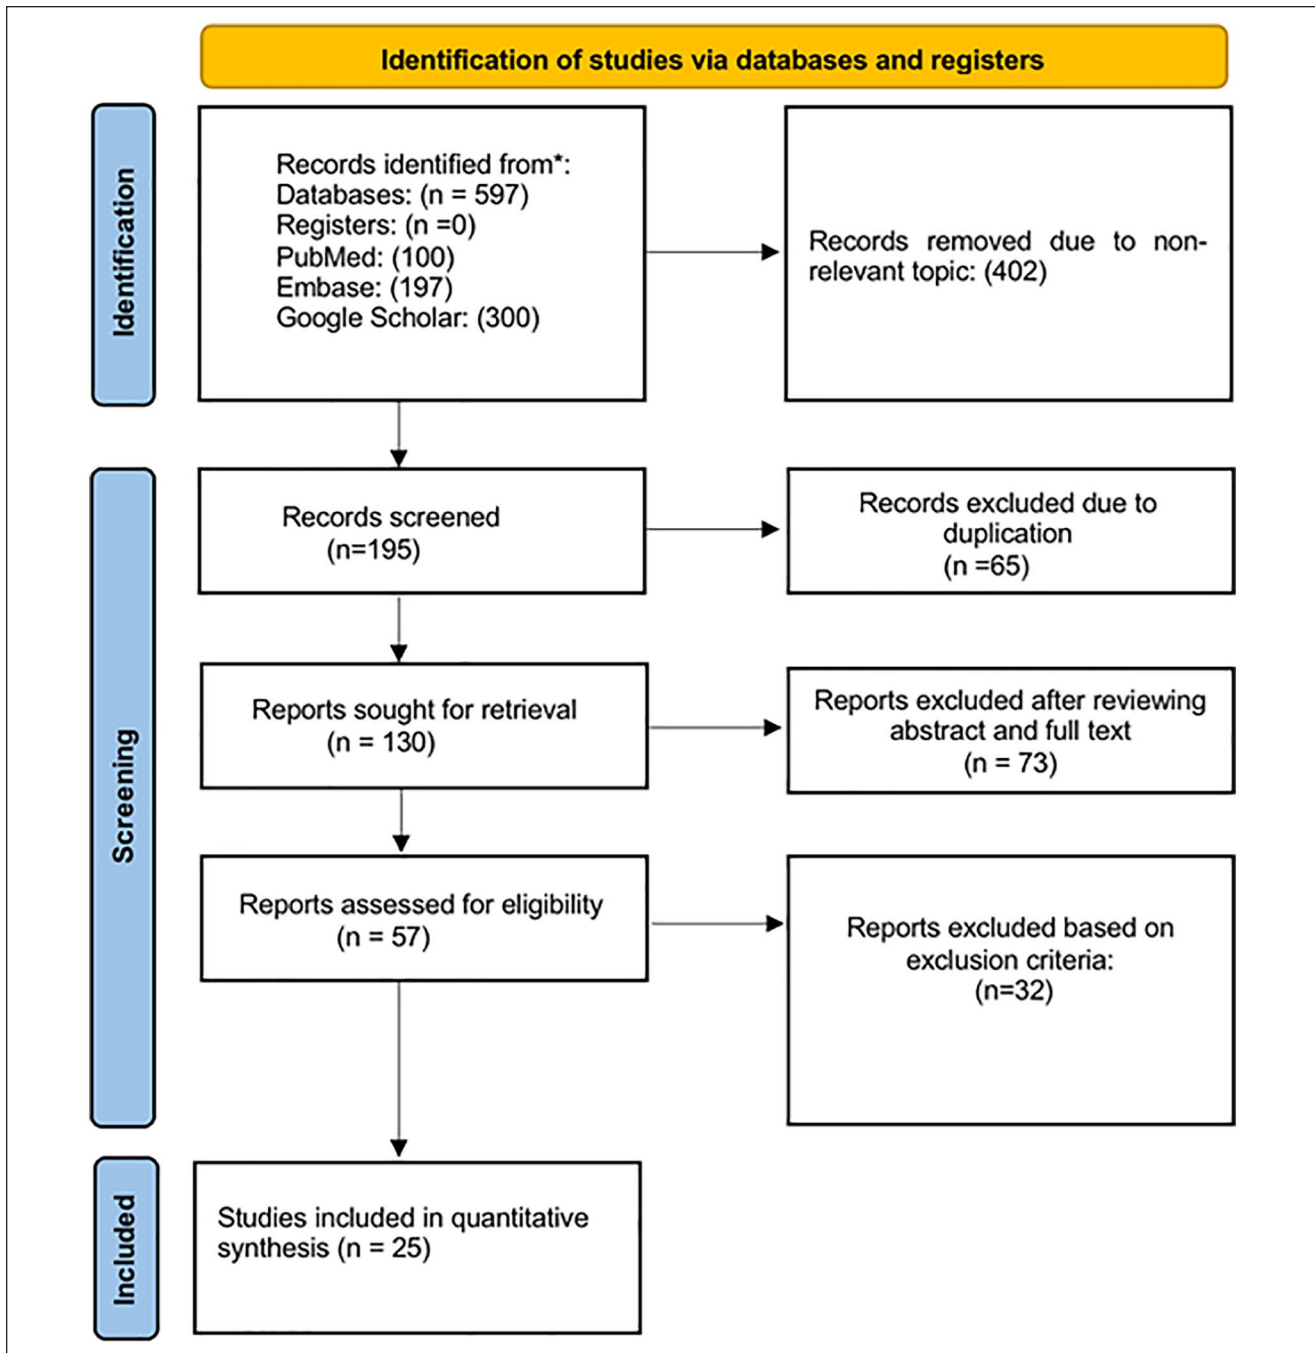 Identification of studies via databases and registers
Identification
Records identified from*:
Databases: (n = 597)
Registers: (n =0)
PubMed: (100)
Embase: (197)
Google Scholar: (300)
Records removed due to non-
relevant topic: (402)
Screening
Records screened
(n=195)
Records excluded due to
duplication
(n =65)
Reports sought for retrieval
(n = 130)
Reports excluded after reviewing
abstract and full text
(n = 73)
Reports assessed for eligibility
(n = 57)
Reports excluded based on
exclusion criteria:
(n=32)
Included
Studies included in quantitative
synthesis (n = 25)